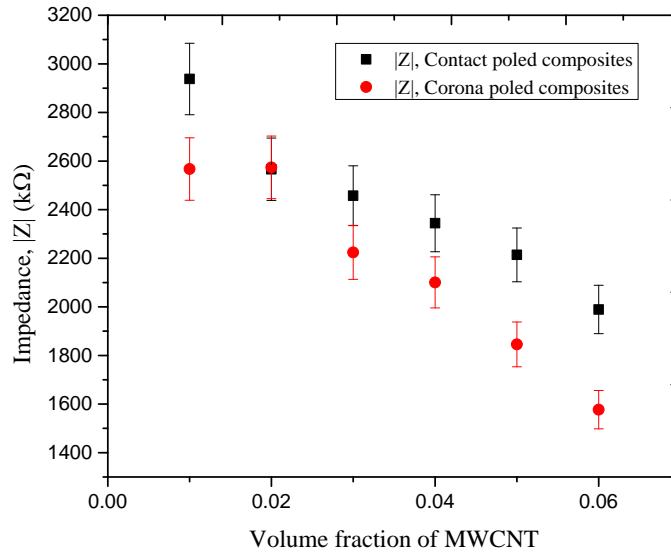 3200
3000
2800
2600
2400
2200
2000
1800
1600
1400
Impedance, |Z| (kΩ)
|Z|, Contact poled composites
|Z|, Corona poled composites
0.00 0.02 0.04 0.06
Volume fraction of MWCNT